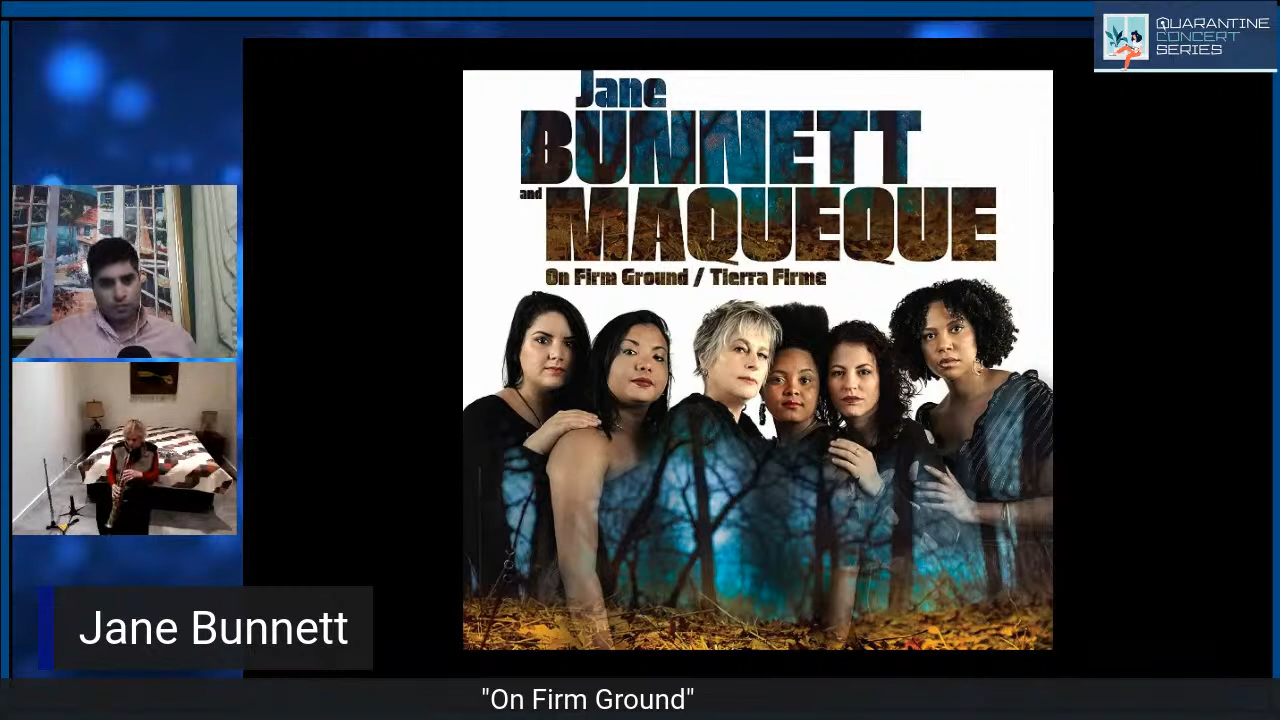 QUARANTINE
CONCERT
SERIES
Jane
BUNNETT
and
MAQUEQUE
On Firm Ground / Tierra Firme
Jane Bunnett
"On Firm Ground"